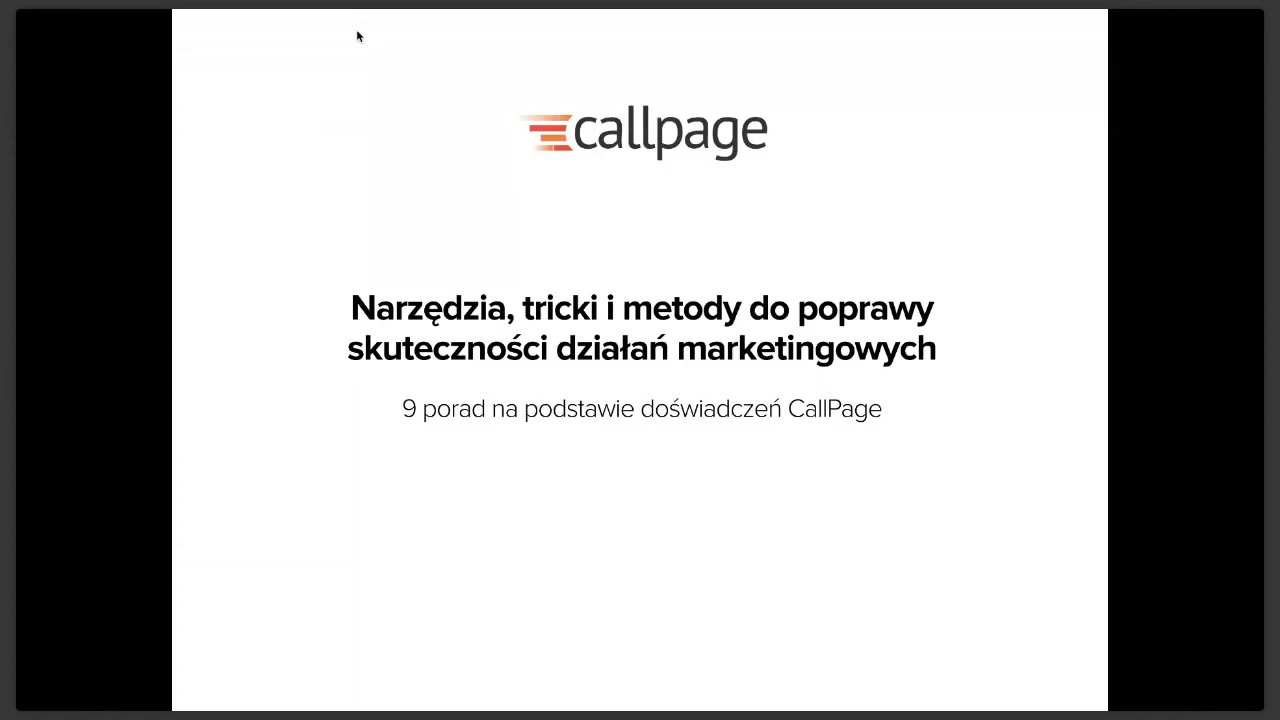 callpage
Narzędzia, tricki i metody do poprawy
skuteczności działań marketingowych
9 porad na podstawie doświadczeń CallPage